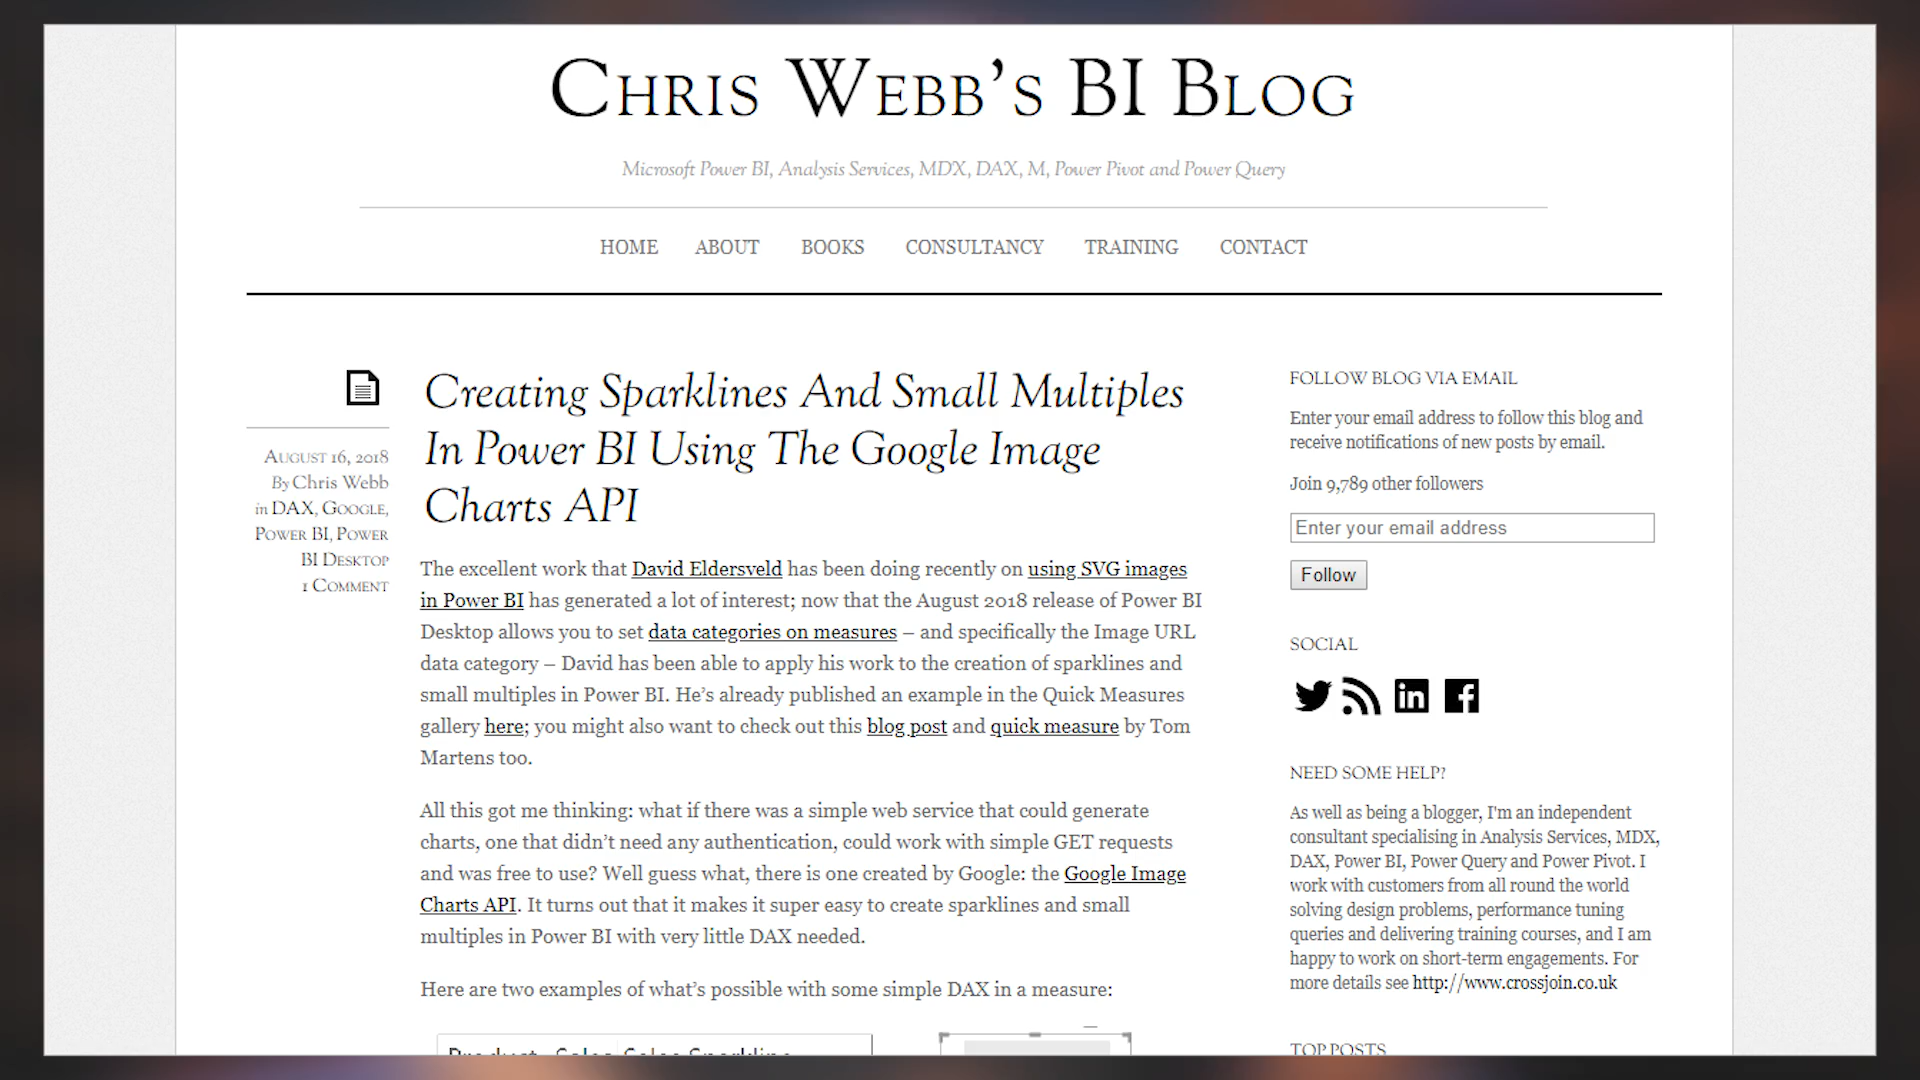 CHRIS WEBB'S BI BLOG
Microsoft Power BI, Analysis Services, MDX, DAX, M, Power Pivot and Power Query
HOME ABOUT BOOKS CONSULTANCY TRAINING CONTACT
AUGUST 16, 2018
By Chris Webb
in DAX, GOOGLE,
POWER BI, POWER
BI DESKTOP
1 COMMENT
Creating Sparklines And Small Multiples
In Power BI Using The Google Image
Charts API
The excellent work that David Eldersveld has been doing recently on using SVG images
in Power BI has generated a lot of interest; now that the August 2018 release of Power BI
Desktop allows you to set data categories on measures – and specifically the Image URL
data category – David has been able to apply his work to the creation of sparklines and
small multiples in Power BI. He's already published an example in the Quick Measures
gallery here; you might also want to check out this blog post and quick measure by Tom
Martens too.
All this got me thinking: what if there was a simple web service that could generate
charts, one that didn't need any authentication, could work with simple GET requests
and was free to use? Well guess what, there is one created by Google: the Google Image
Charts API. It turns out that it makes it super easy to create sparklines and small
multiples in Power BI with very little DAX needed.
Here are two examples of what's possible with some simple DAX in a measure:
Product Sales Sales Sparkline
FOLLOW BLOG VIA EMAIL
Enter your email address to follow this blog and
receive notifications of new posts by email.
Join 9,789 other followers
Enter your email address
Follow
SOCIAL
in
NEED SOME HELP?
As well as being a blogger, I'm an independent
consultant specialising in Analysis Services, MDX,
DAX, Power BI, Power Query and Power Pivot. I
work with customers from all round the world
solving design problems, performance tuning
queries and delivering training courses, and I am
happy to work on short-term engagements. For
more details see http://www.crossjoin.co.uk
TOP POSTS